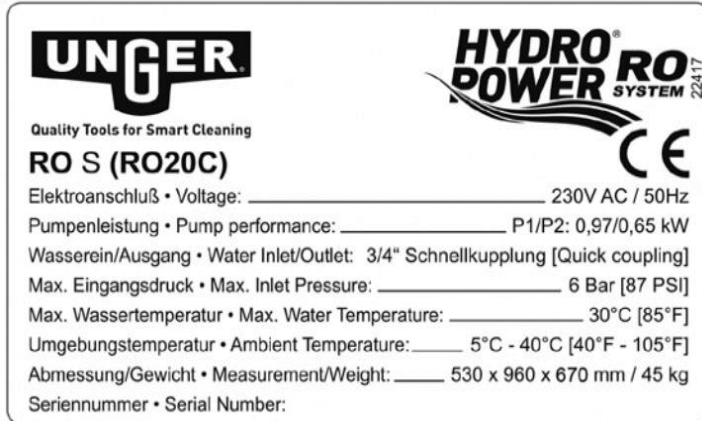 UNGER®
Quality Tools for Smart Cleaning
HYDRO® POWER RO SYSTEM
22417
RO S (RO20C)
CE
Elektroanschluß • Voltage: 230V AC / 50Hz
Pumpenleistung • Pump performance: P1/P2: 0,97/0,65 kW
Wasserein/Ausgang • Water Inlet/Outlet: 3/4“ Schnellkupplung [Quick coupling]
Max. Eingangsdruck • Max. Inlet Pressure: 6 Bar [87 PSI]
Max. Wassertemperatur • Max. Water Temperature: 30°C [85°F]
Umgebungstemperatur • Ambient Temperature: 5°C - 40°C [40°F - 105°F]
Abmessung/Gewicht • Measurement/Weight: 530 x 960 x 670 mm / 45 kg
Seriennummer • Serial Number: